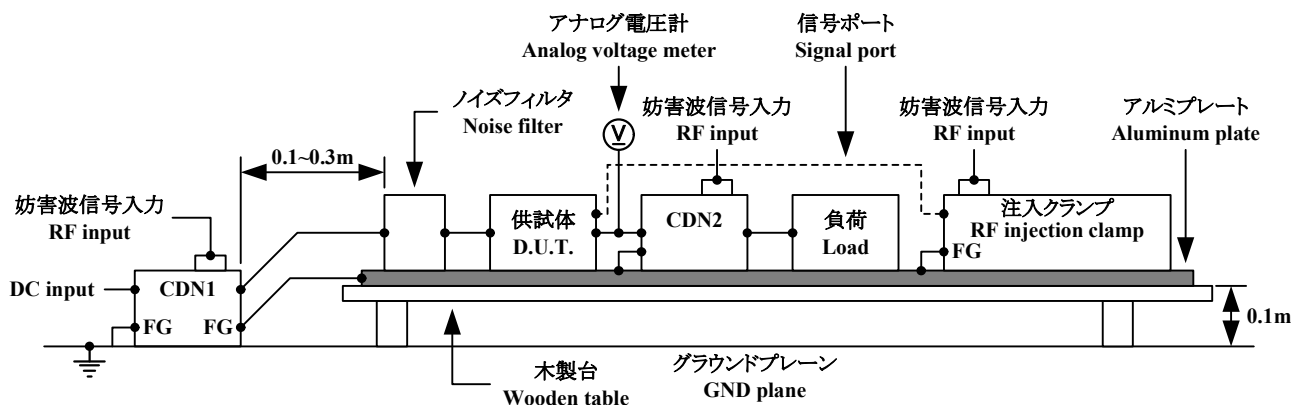 アナログ電圧計
Analog voltage meter
信号ポート
Signal port
ノイズフィルタ
Noise filter
妨害波信号入力
RF input
妨害波信号入力
RF input
アルミプレート
Aluminum plate
0.1~0.3m
V
妨害波信号入力
RF input
供試体
D.U.T.
CDN2
負荷
Load
注入クランプ
RF injection clamp
FG
DC input
CDN1
FG
FG
0.1m
木製台
Wooden table
グラウンドプレーン
GND plane